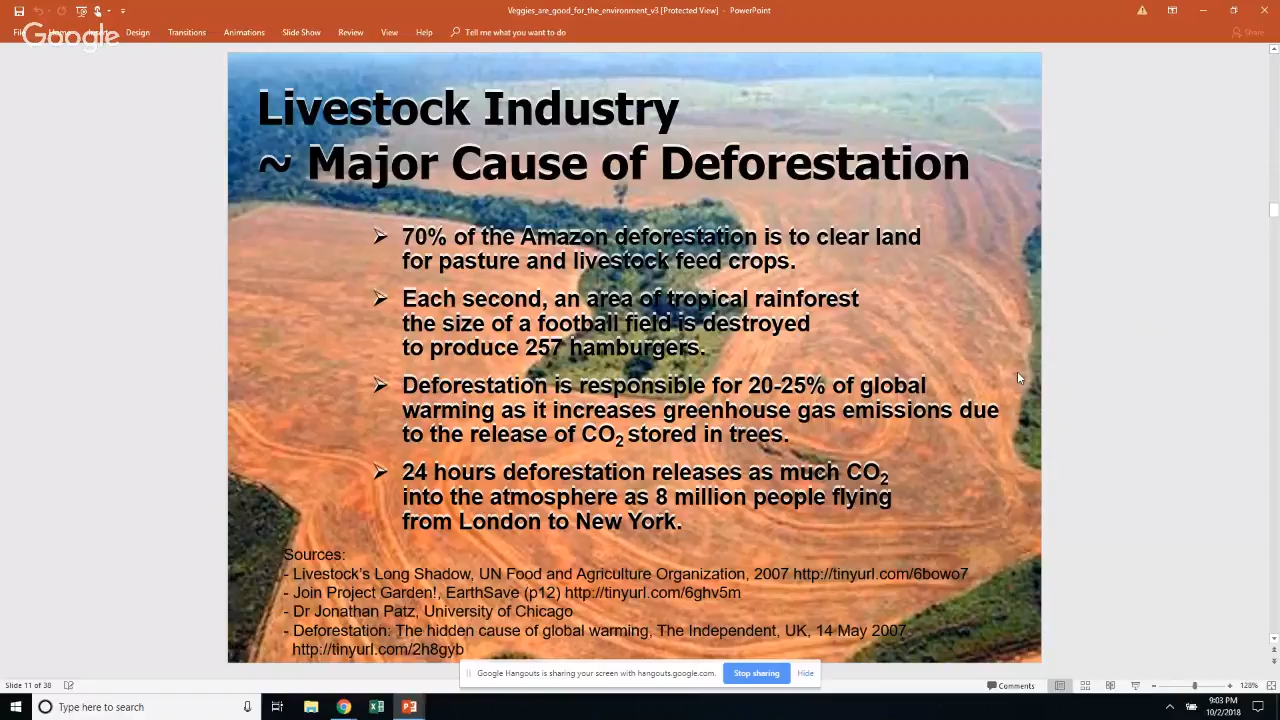 Veggies_are_good_for_the_environment_v3 [Protected View] - PowerPoint
Google
Design Transitions Animations Slide Show Review View Help Tell me what you want to do Share
Livestock Industry
~ Major Cause of Deforestation
➢ 70% of the Amazon deforestation is to clear land
for pasture and livestock feed crops.
➢ Each second, an area of tropical rainforest
the size of a football field is destroyed
to produce 257 hamburgers.
➢ Deforestation is responsible for 20-25% of global
warming as it increases greenhouse gas emissions due
to the release of CO₂ stored in trees.
➢ 24 hours deforestation releases as much CO₂
into the atmosphere as 8 million people flying
from London to New York.
Sources:
- Livestock's Long Shadow, UN Food and Agriculture Organization, 2007 http://tinyurl.com/6bowo7
- Join Project Garden!, EarthSave (p12) http://tinyurl.com/6ghv5m
- Dr Jonathan Patz, University of Chicago
- Deforestation: The hidden cause of global warming, The Independent, UK, 14 May 2007
http://tinyurl.com/2h8gyb
Google Hangouts is sharing your screen with hangouts.google.com. Stop sharing Hide
Slide 11 of 38 Comments 128%
Type here to search 9:03 PM
10/2/2018